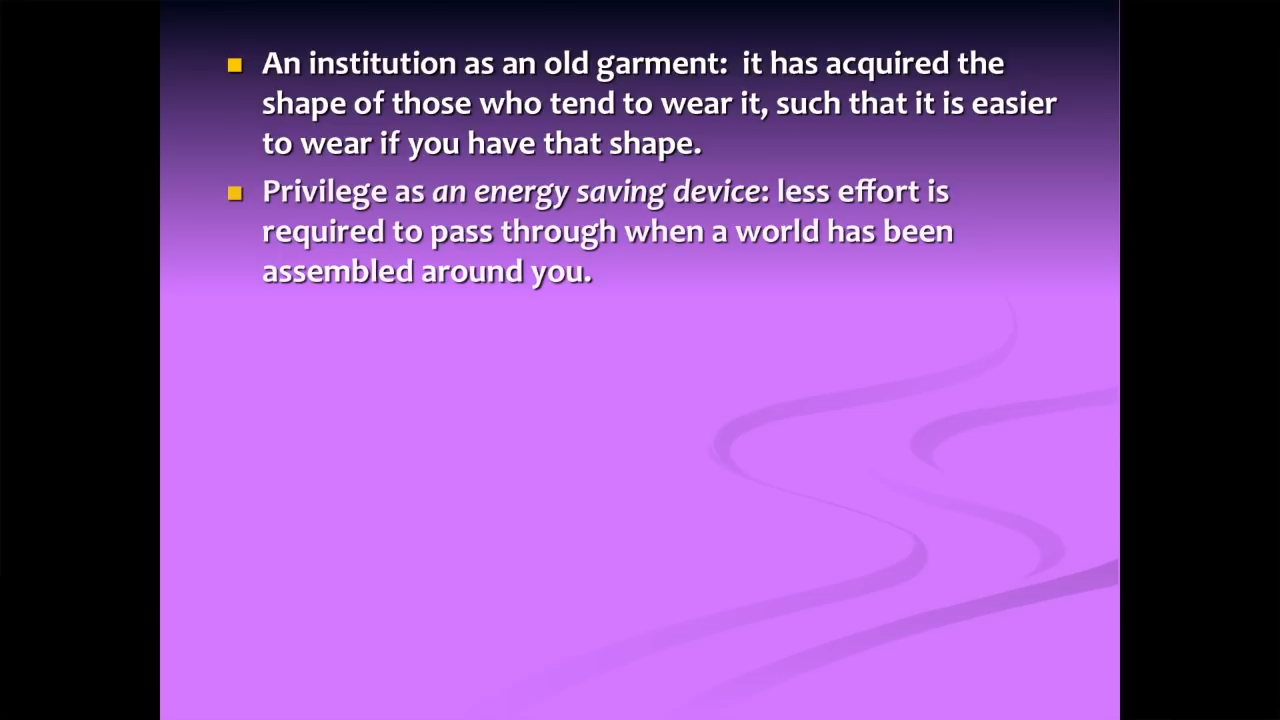 An institution as an old garment:  it has acquired the
shape of those who tend to wear it, such that it is easier
to wear if you have that shape.
Privilege as an energy saving device: less effort is
required to pass through when a world has been
assembled around you.